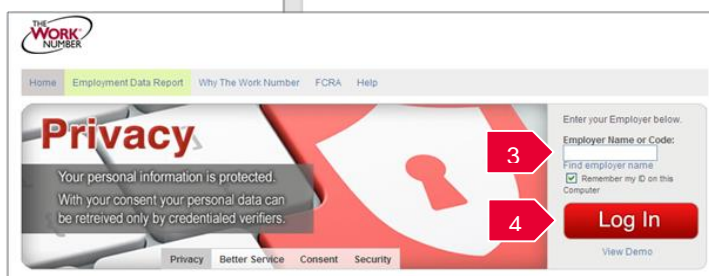 THE
WORK
NUMBER
Home Employment Data Report Why The Work Number FCRA Help
Privacy
Your personal information is protected.
With your consent your personal data can
be retreived only by credentialed verifiers.
Privacy Better Service Consent Security
Enter your Employer below.
Employer Name or Code:
3
Find employer name
Remember my ID on this
Computer
4
Log In
View Demo